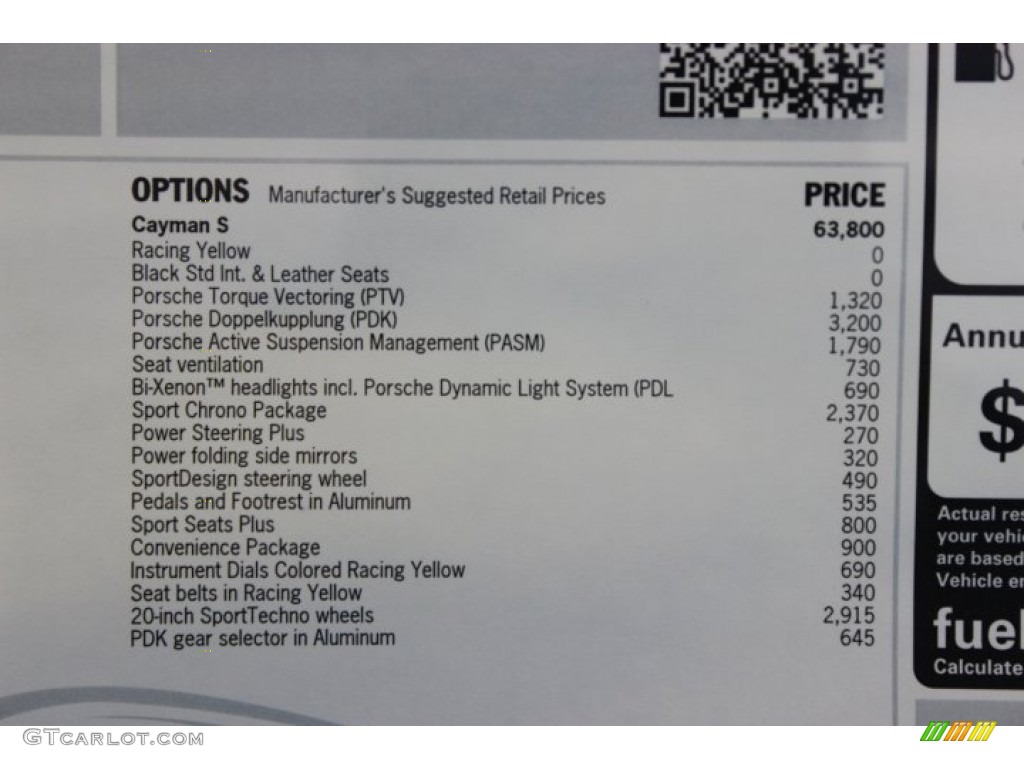 OPTIONS Manufacturer's Suggested Retail Prices PRICE
Cayman S 63,800
Racing Yellow 0
Black Std Int. & Leather Seats 0
Porsche Torque Vectoring (PTV) 1,320
Porsche Doppelkupplung (PDK) 3,200
Porsche Active Suspension Management (PASM) 1,790
Seat ventilation 730
Bi-Xenon™ headlights incl. Porsche Dynamic Light System (PDL 690
Sport Chrono Package 2,370
Power Steering Plus 270
Power folding side mirrors 320
SportDesign steering wheel 490
Pedals and Footrest in Aluminum 535
Sport Seats Plus 800
Convenience Package 900
Instrument Dials Colored Racing Yellow 690
Seat belts in Racing Yellow 340
20-inch SportTechno wheels 2,915
PDK gear selector in Aluminum 645
Annu
$
Actual res
your vehi
are based
Vehicle em
fuel
Calculate
GTCARLOT.COM